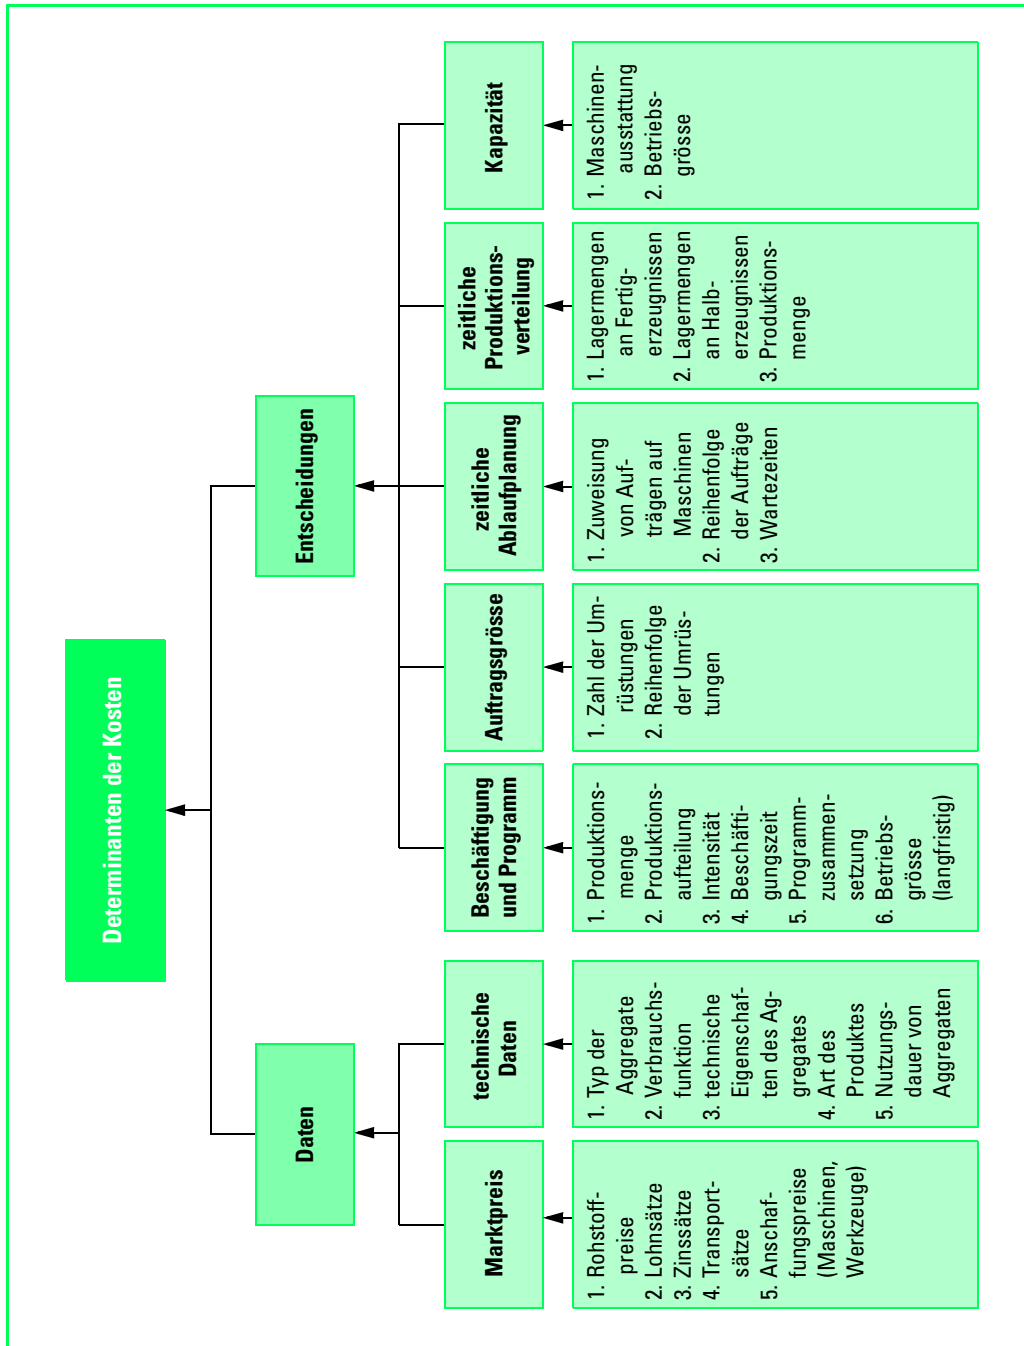 Determinanten der Kosten
Daten
Entscheidungen
Marktpreis
technische
Daten
Beschäftigung
und Programm
Auftragsgrösse
zeitliche
Ablaufplanung
zeitliche
Produktions-
verteilung
Kapazität
1. Rohstoff-
preise
2. Lohnsätze
3. Zinssätze
4. Transport-
sätze
5. Anschaf-
fungspreise
(Maschinen,
Werkzeuge)
1. Typ der
Aggregate
2. Verbrauchs-
funktion
3. technische
Eigenschaf-
ten des Ag-
gregates
4. Art des
Produktes
5. Nutzungs-
dauer von
Aggregaten
1. Produktions-
menge
2. Produktions-
aufteilung
3. Intensität
4. Beschäfti-
gungszeit
5. Programm-
zusammen-
setzung
6. Betriebs-
grösse
(langfristig)
1. Zahl der Um-
rüstungen
2. Reihenfolge
der Umrüs-
tungen
1. Zuweisung
von Auf-
trägen auf
Maschinen
2. Reihenfolge
der Aufträge
3. Wartezeiten
1. Lagermengen
an Fertig-
erzeugnissen
2. Lagermengen
an Halb-
erzeugnissen
3. Produktions-
menge
1. Maschinen-
ausstattung
2. Betriebs-
grösse